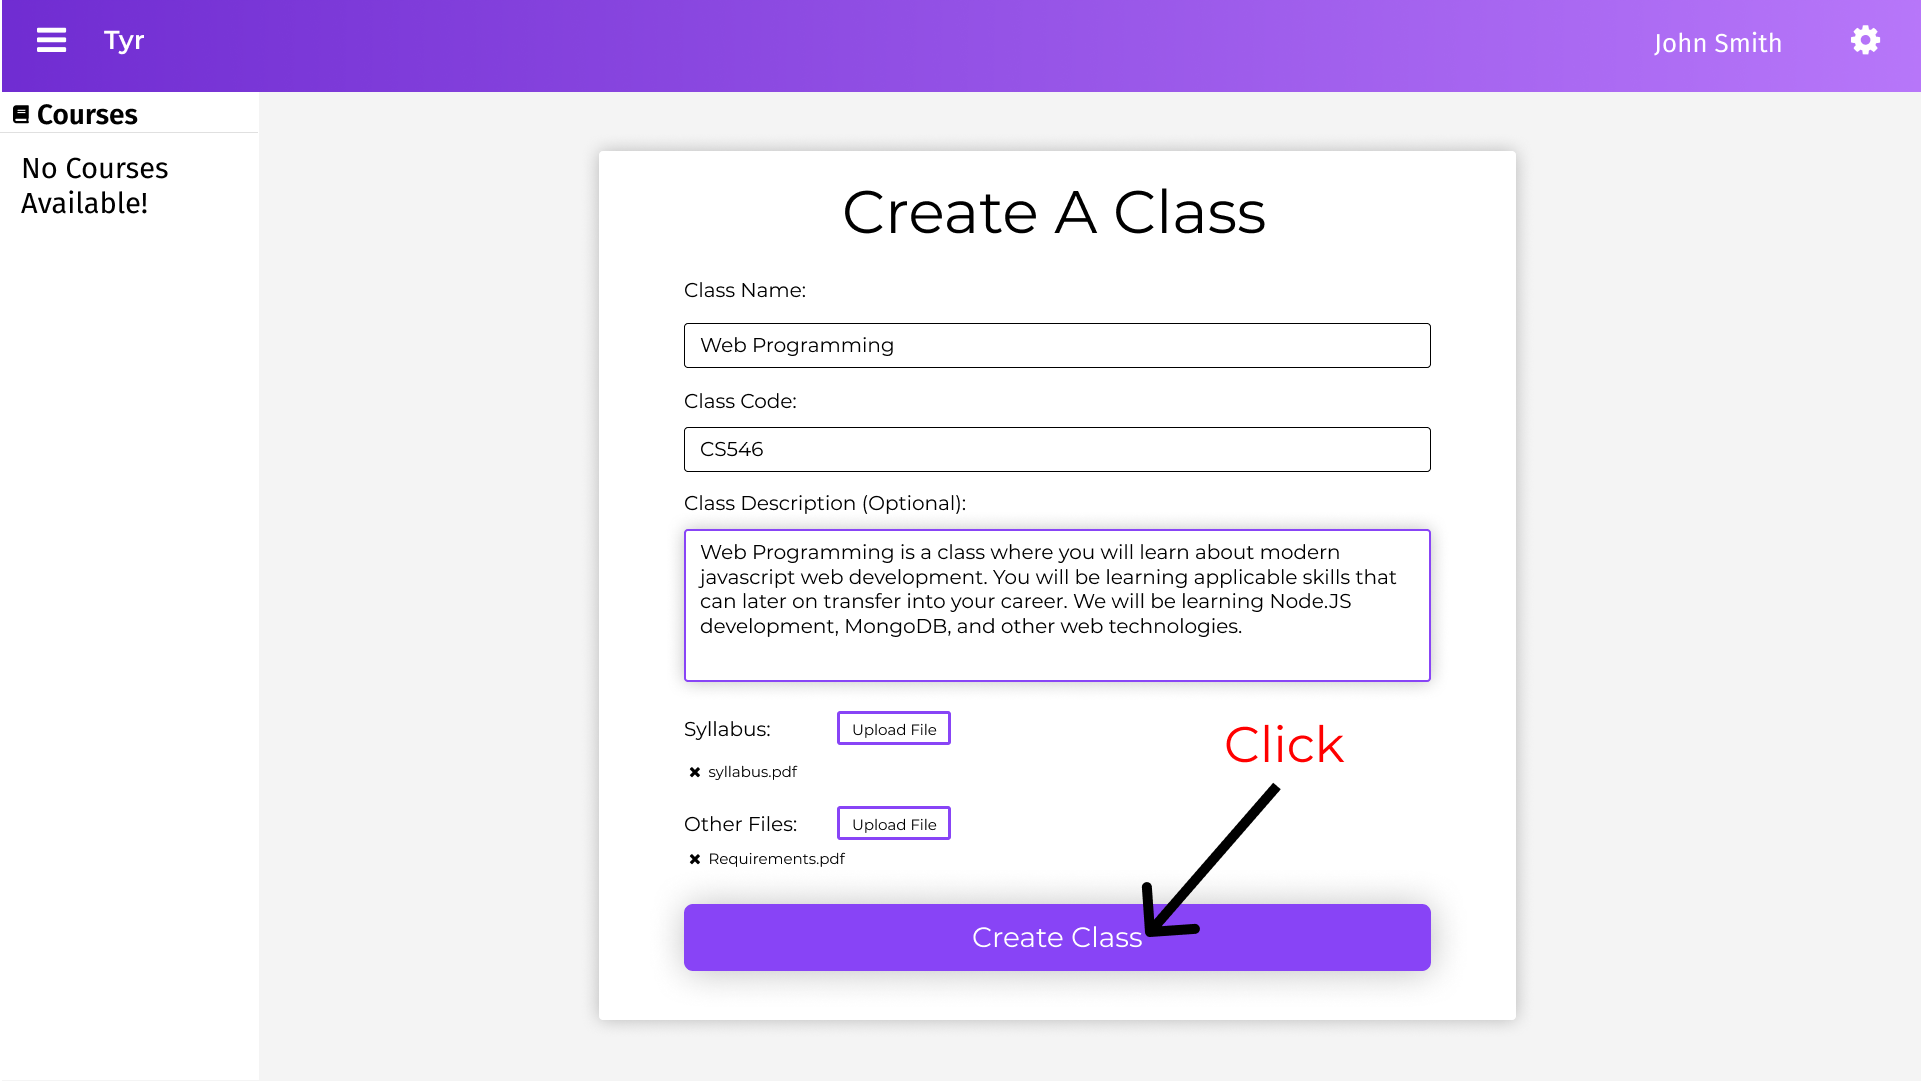 Tyr
John Smith
Courses
No Courses
Available!
Create A Class
Class Name:
Web Programming
Class Code:
CS546
Class Description (Optional):
Web Programming is a class where you will learn about modern
javascript web development. You will be learning applicable skills that
can later on transfer into your career. We will be learning Node.JS
development, MongoDB, and other web technologies.
Syllabus:
Upload File
syllabus.pdf
Click
Other Files:
Upload File
Requirements.pdf
Create Class